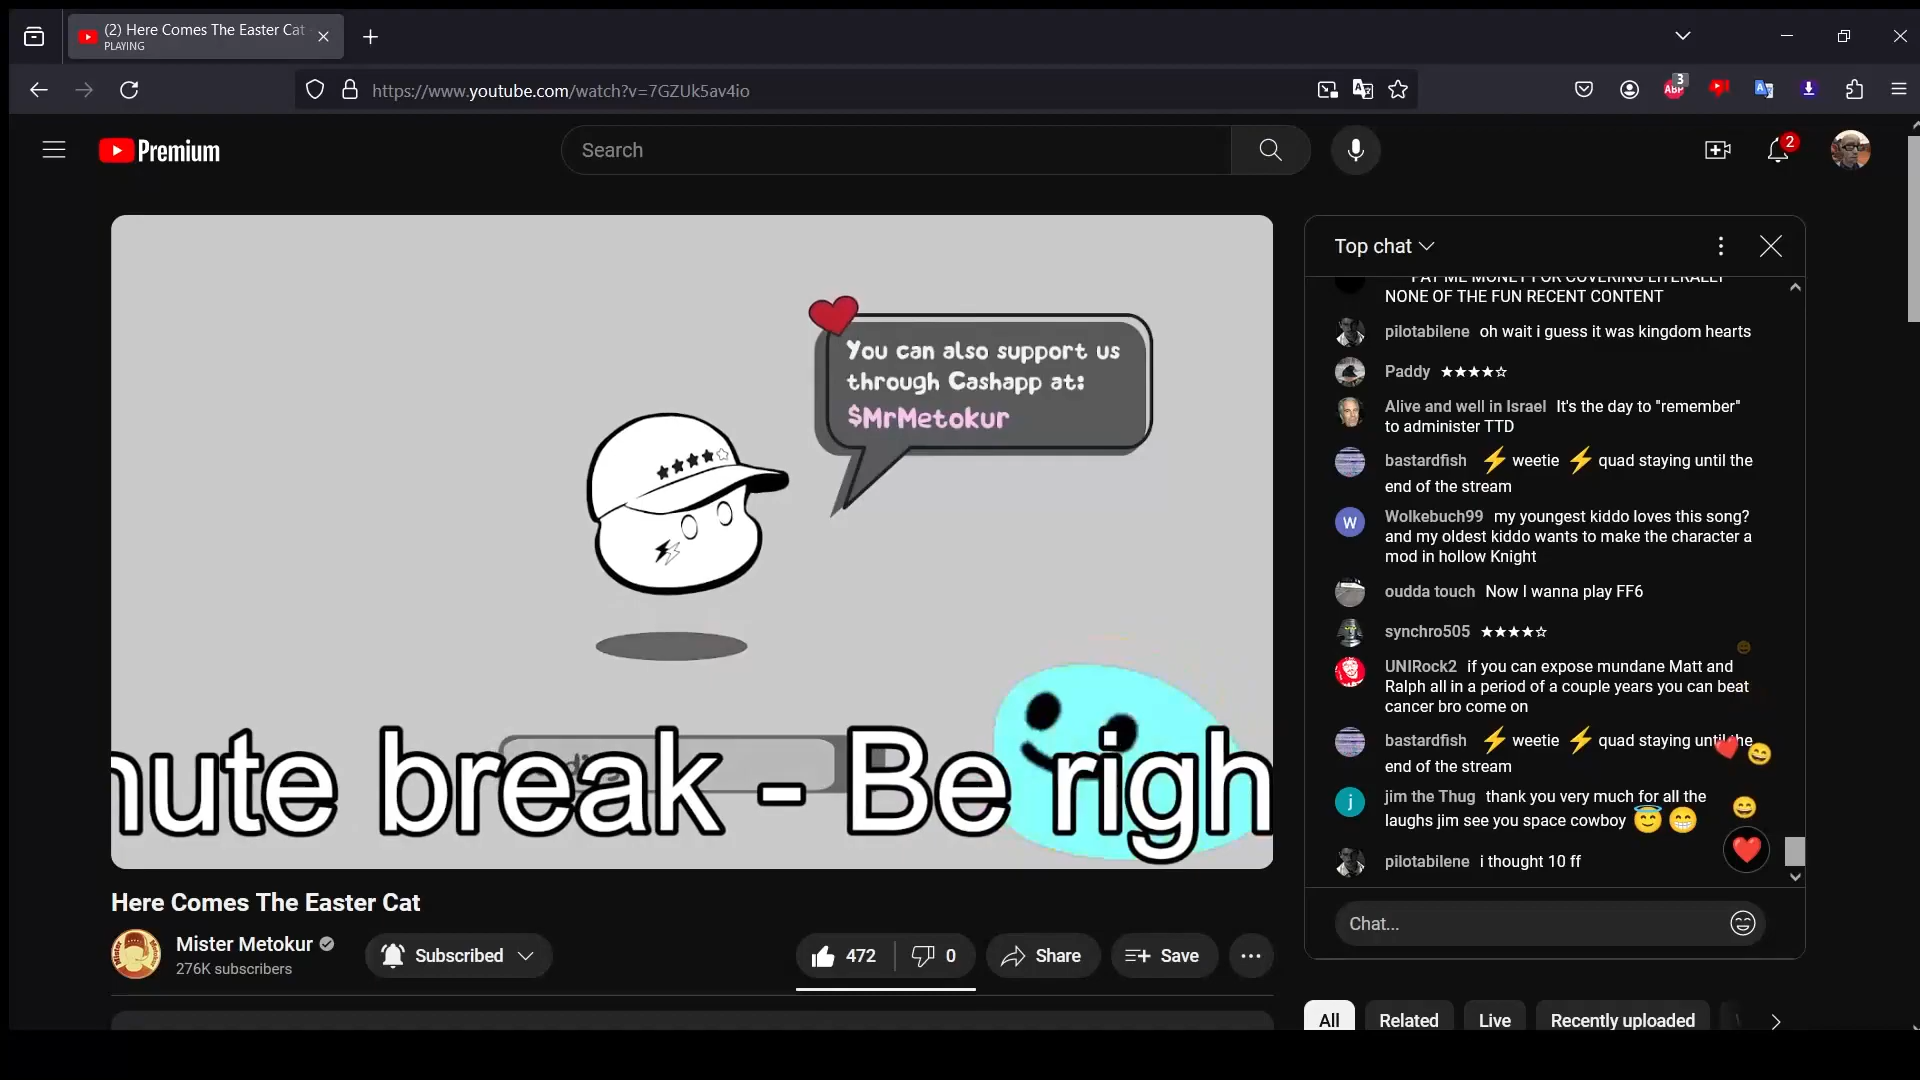 (2) Here Comes The Easter Cat
PLAYING
https://www.youtube.com/watch?v=7GZUk5av4io
3
ABP
Premium
Search
2
You can also support us
through Cashapp at:
$MrMetokur
nute break - Be righ
Top chat
NONE OF THE FUN RECENT CONTENT
pilotabilene oh wait i guess it was kingdom hearts
Paddy ★★★★☆
Alive and well in Israel It's the day to "remember"
to administer TTD
bastardfish ⚡ weetie ⚡ quad staying until the
end of the stream
W
Wolkebuch99 my youngest kiddo loves this song?
and my oldest kiddo wants to make the character a
mod in hollow Knight
oudda touch Now I wanna play FF6
synchro505 ★★★★☆
UNIRock2 if you can expose mundane Matt and
Ralph all in a period of a couple years you can beat
cancer bro come on
bastardfish ⚡ weetie ⚡ quad staying until the
end of the stream
j
jim the Thug thank you very much for all the
laughs jim see you space cowboy 😇 😁
pilotabilene i thought 10 ff
Chat...
Here Comes The Easter Cat
Mister Metokur
276K subscribers
Subscribed
472
0
Share
Save
All
Related
Live
Recently uploaded